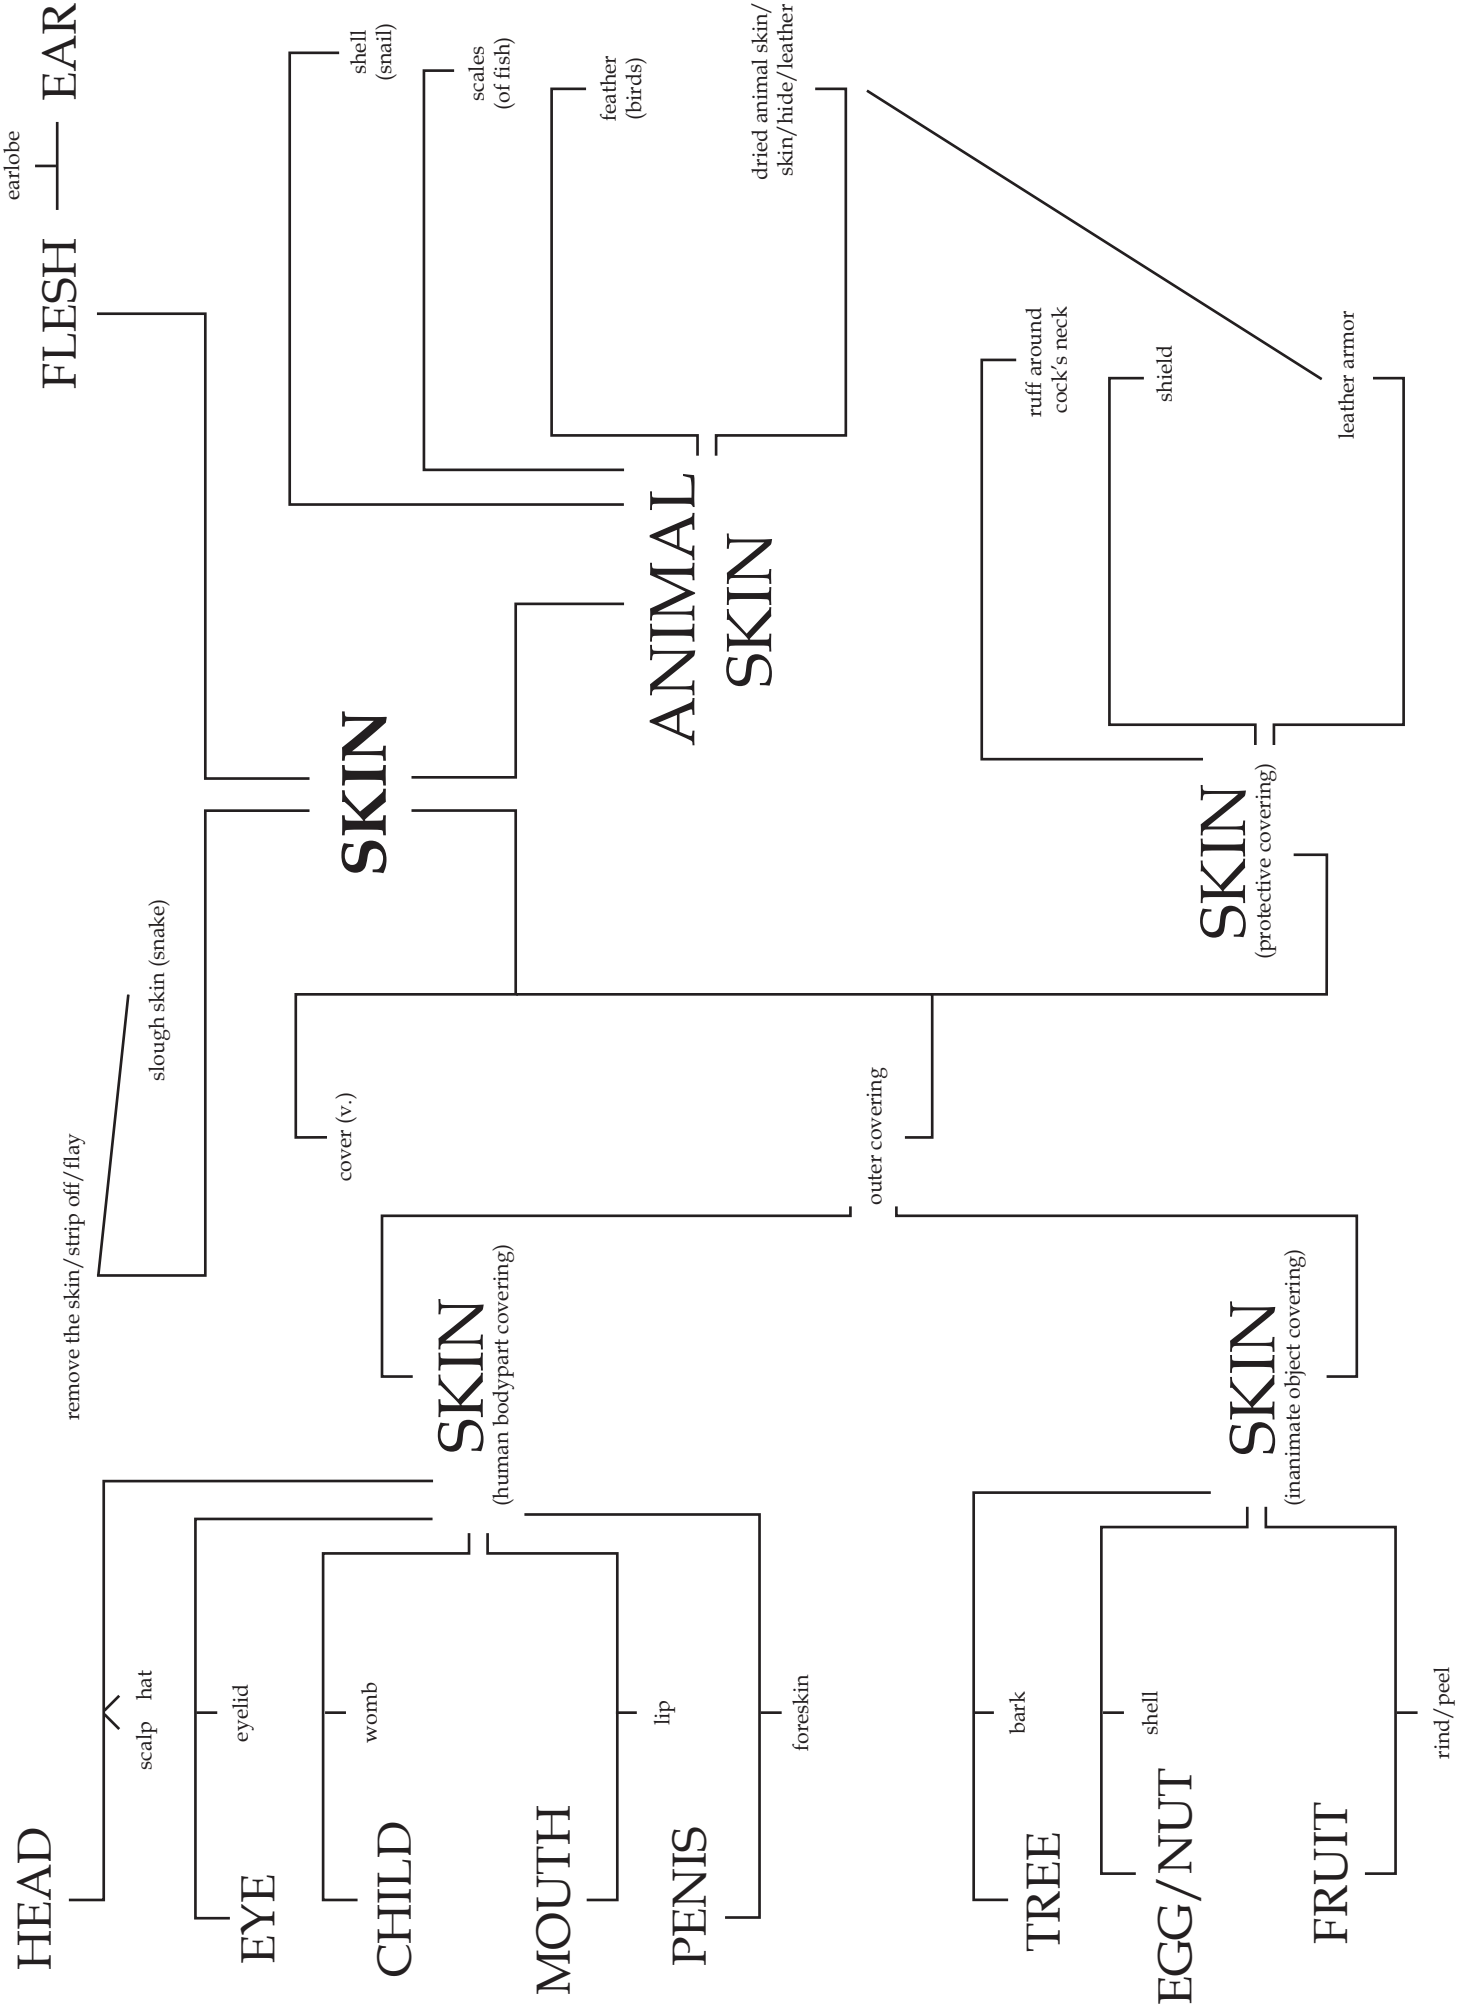 HEAD
scalp
hat
remove the skin/strip off/flay
slough skin (snake)
FLESH
earlobe
EAR
EYE
eyelid
CHILD
womb
MOUTH
lip
PENIS
foreskin
SKIN
(human bodypart covering)
cover (v.)
SKIN
shell
(snail)
scales
(of fish)
feather
(birds)
ANIMAL
SKIN
dried animal skin/
skin/hide/leather
outer covering
TREE
bark
EGG/NUT
shell
FRUIT
rind/peel
SKIN
(inanimate object covering)
SKIN
(protective covering)
ruff around
cock’s neck
shield
leather armor